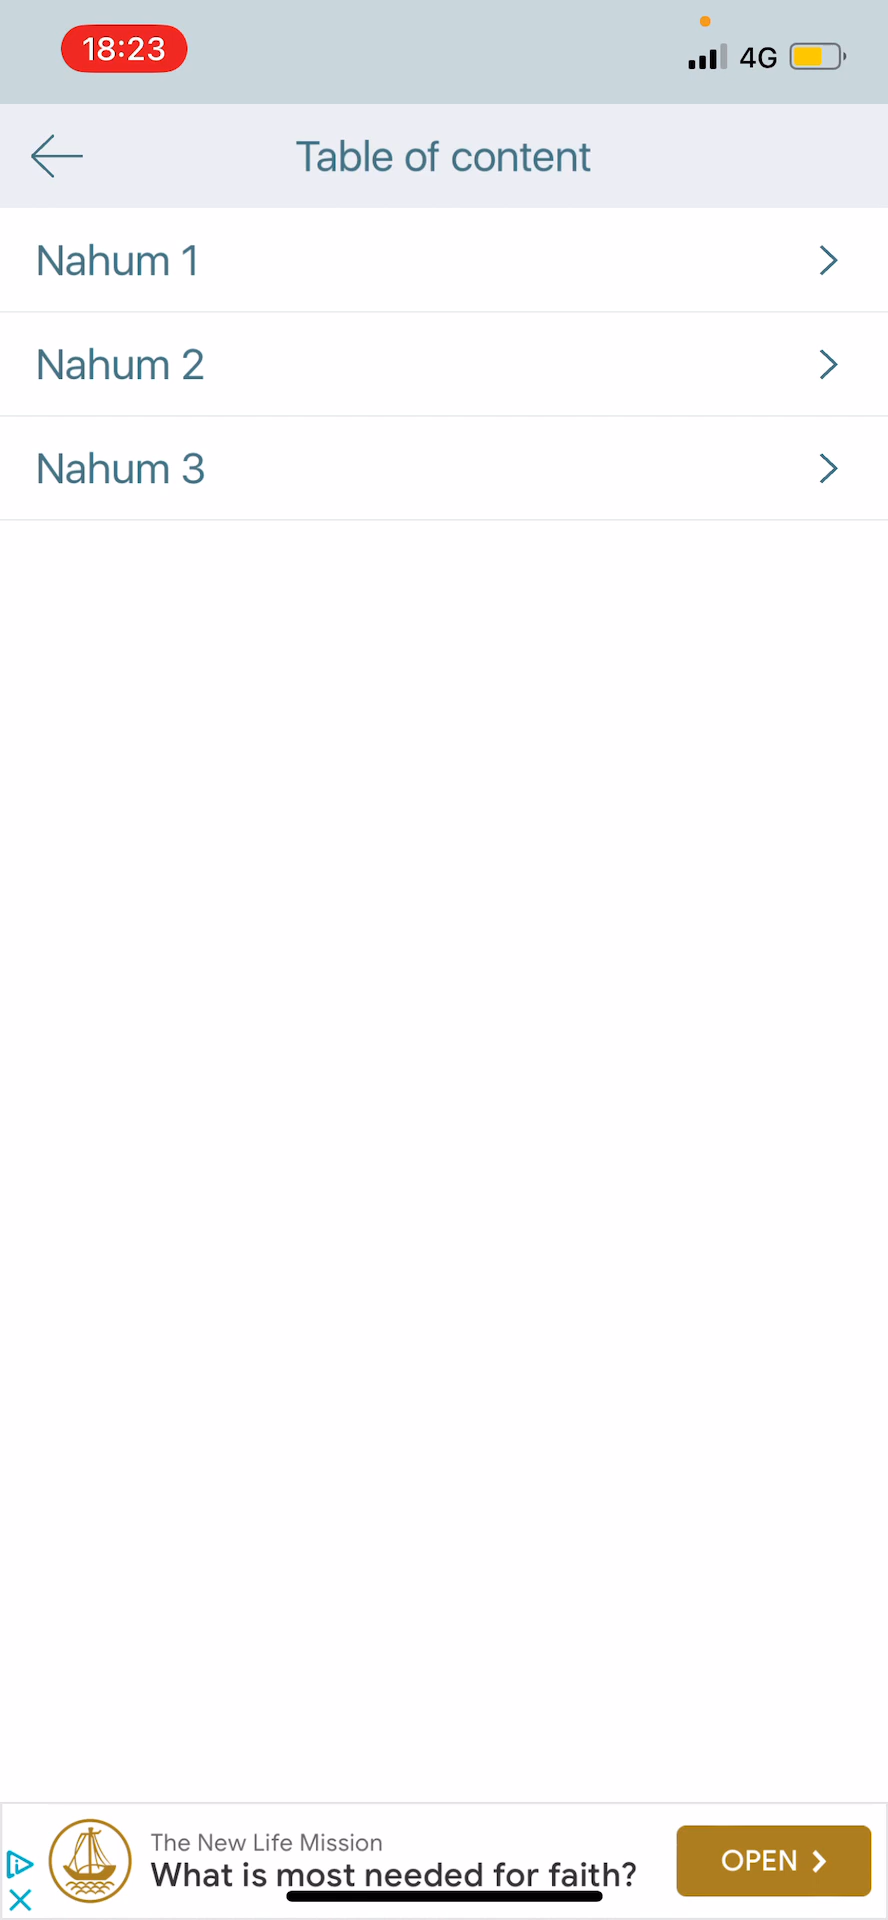 18:23
4G
Table of content
Nahum 1
Nahum 2
Nahum 3
The New Life Mission
What is most needed for faith?
OPEN